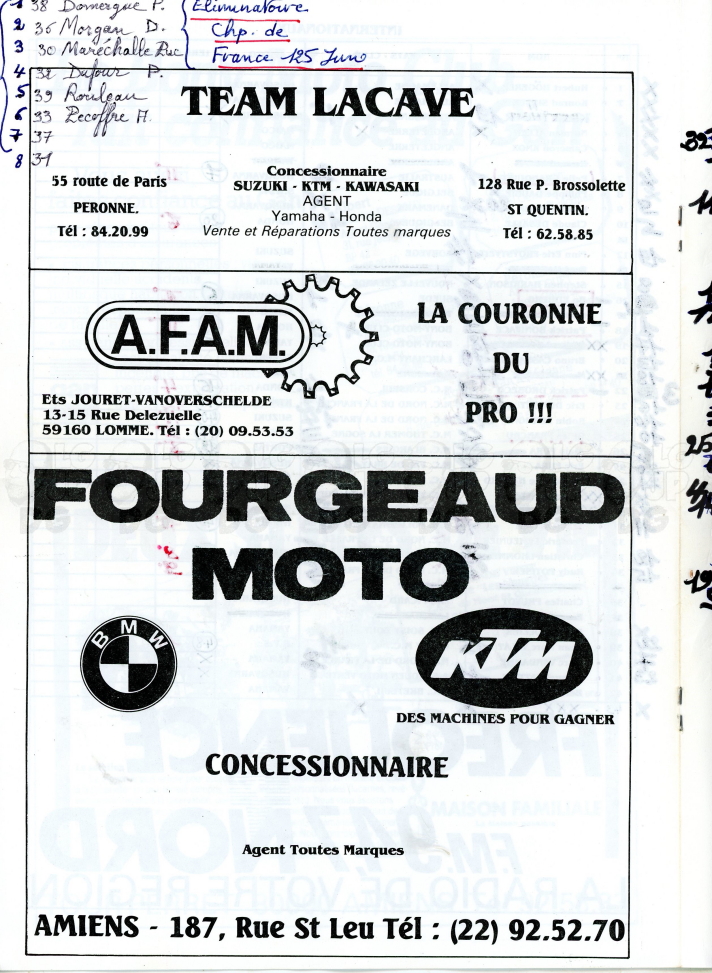 1 38 Domergue P.
2 35 Morgan D.
3 30 Maréchalle Luc
4 32 Dufour P.
5 39 Rouleau
6 33 Lecoffre H.
7 37
8 31
Eliminatoire
Chp. de
France 125 Juno
TEAM LACAVE
55 route de Paris
PERONNE.
Tél : 84.20.99
Concessionnaire
SUZUKI - KTM - KAWASAKI
AGENT
Yamaha - Honda
Vente et Réparations Toutes marques
128 Rue P. Brossolette
ST QUENTIN.
Tél : 62.58.85
A.F.A.M.
Ets JOURET-VANOVERSCHELDE
13-15 Rue Delezuelle
59160 LOMME. Tél : (20) 09.53.53
LA COURONNE
DU
PRO !!!
FOURGEAUD
MOTO
BMW
KTM
DES MACHINES POUR GAGNER
CONCESSIONNAIRE
Agent Toutes Marques
AMIENS - 187, Rue St Leu Tél : (22) 92.52.70